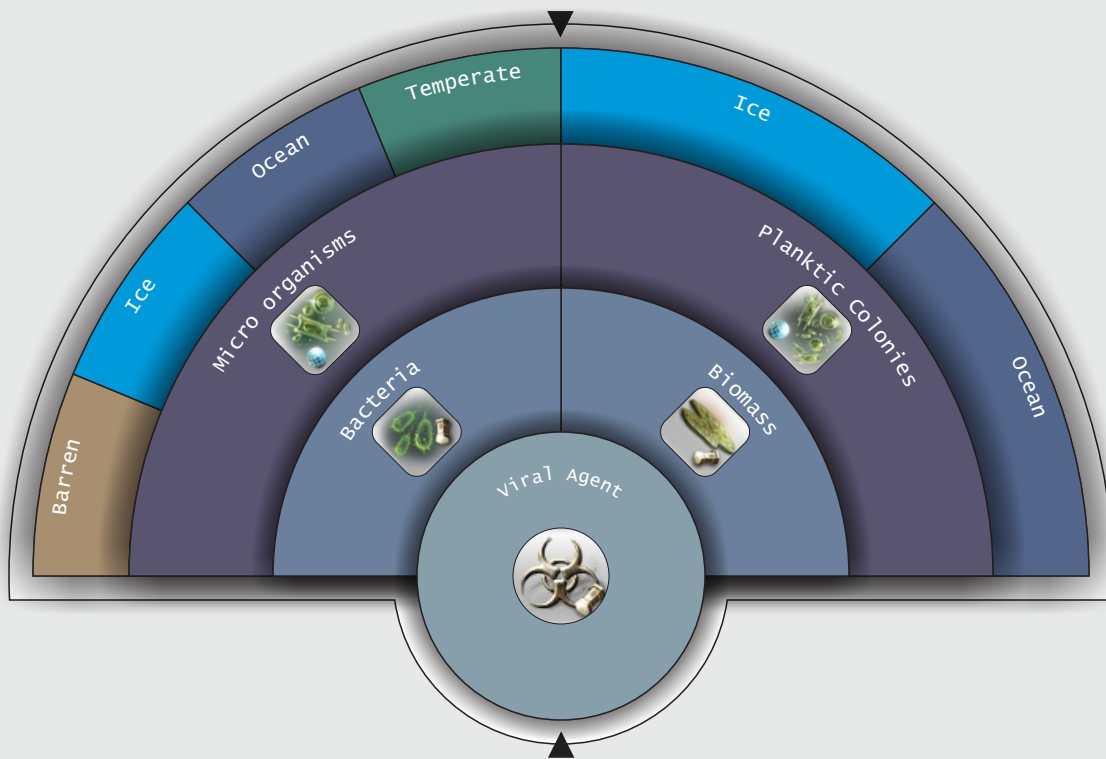 Temperate
Ice
Ocean
Ice
Barren
Ocean
Micro organisms
Planktic Colonies
Bacteria
Biomass
Viral Agent